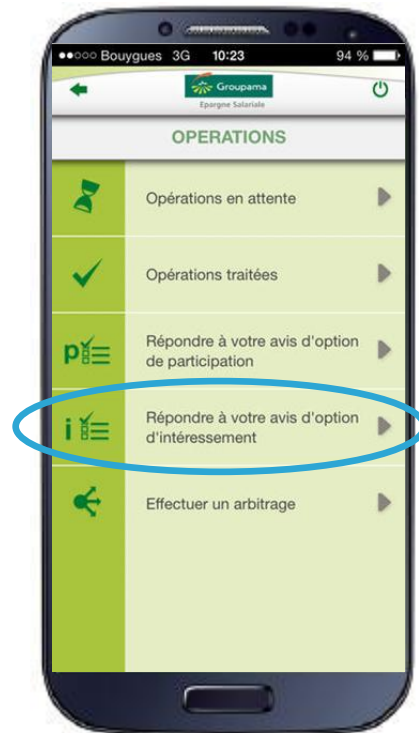 Bouygues 3G 10:23 94 %
Groupama
Epargne Salariale
OPERATIONS
Opérations en attente
Opérations traitées
p
Répondre à votre avis d'option
de participation
i
Répondre à votre avis d'option
d'intéressement
Effectuer un arbitrage